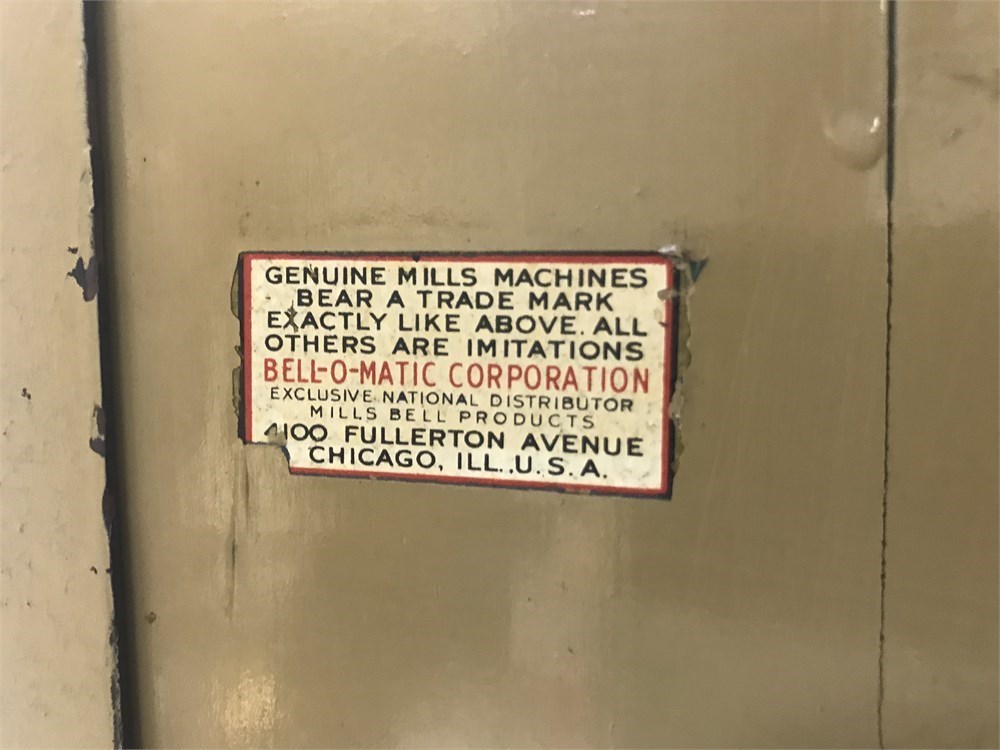 GENUINE MILLS MACHINES
BEAR A TRADE MARK
EXACTLY LIKE ABOVE. ALL
OTHERS ARE IMITATIONS
BELL-O-MATIC CORPORATION
EXCLUSIVE NATIONAL DISTRIBUTOR
MILLS BELL PRODUCTS
4100 FULLERTON AVENUE
CHICAGO, ILL., U.S.A.